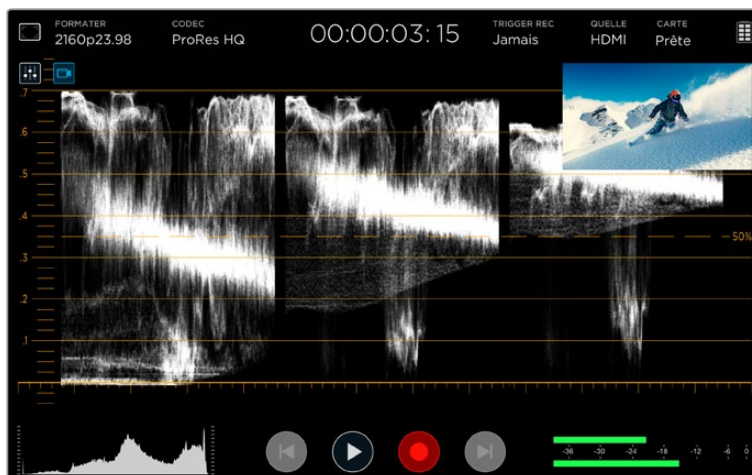 FORMATER
2160p23.98
CODEC
ProRes HQ
00:00:03:15
TRIGGER REC
Jamais
QUELLE
HDMI
CARTE
Prête
.7
.6
.5
.4
50%
.3
.2
.1
-36 -30 -24 -18 -12 -6 0